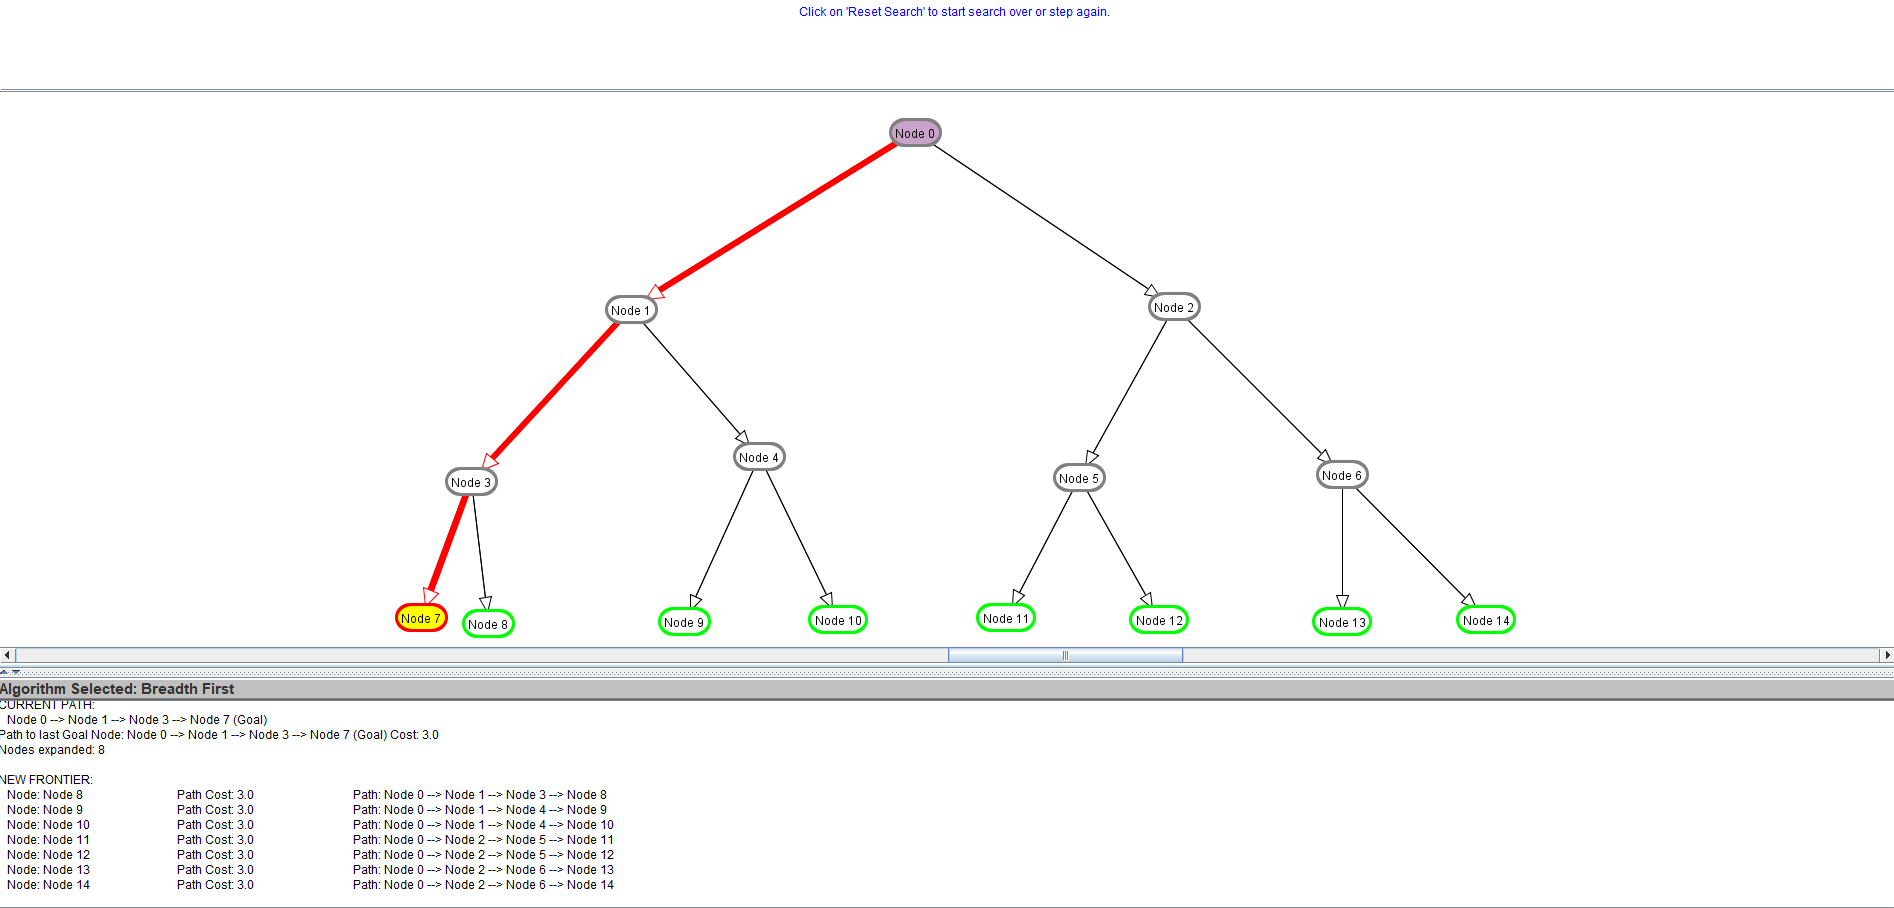 Click on 'Reset Search' to start search over or step again.
Node 0
Node 1
Node 2
Node 3
Node 4
Node 5
Node 6
Node 7
Node 8
Node 9
Node 10
Node 11
Node 12
Node 13
Node 14
Algorithm Selected: Breadth First
CURRENT PATH:
Node 0 --> Node 1 --> Node 3 --> Node 7 (Goal)
Path to last Goal Node: Node 0 --> Node 1 --> Node 3 --> Node 7 (Goal) Cost: 3.0
Nodes expanded: 8
NEW FRONTIER:
Node: Node 8 Path Cost: 3.0 Path: Node 0 --> Node 1 --> Node 3 --> Node 8
Node: Node 9 Path Cost: 3.0 Path: Node 0 --> Node 1 --> Node 4 --> Node 9
Node: Node 10 Path Cost: 3.0 Path: Node 0 --> Node 1 --> Node 4 --> Node 10
Node: Node 11 Path Cost: 3.0 Path: Node 0 --> Node 2 --> Node 5 --> Node 11
Node: Node 12 Path Cost: 3.0 Path: Node 0 --> Node 2 --> Node 5 --> Node 12
Node: Node 13 Path Cost: 3.0 Path: Node 0 --> Node 2 --> Node 6 --> Node 13
Node: Node 14 Path Cost: 3.0 Path: Node 0 --> Node 2 --> Node 6 --> Node 14